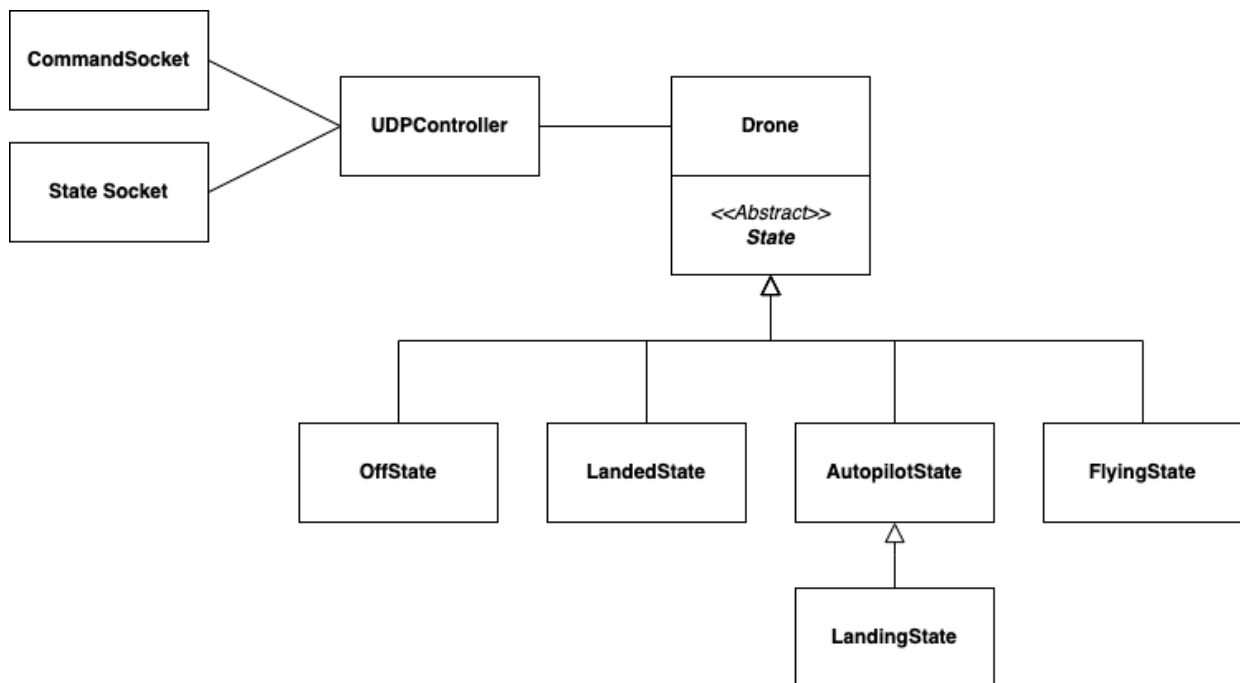 CommandSocket
State Socket
UDPController
Drone
<<Abstract>>
State
OffState
LandedState
AutopilotState
FlyingState
LandingState